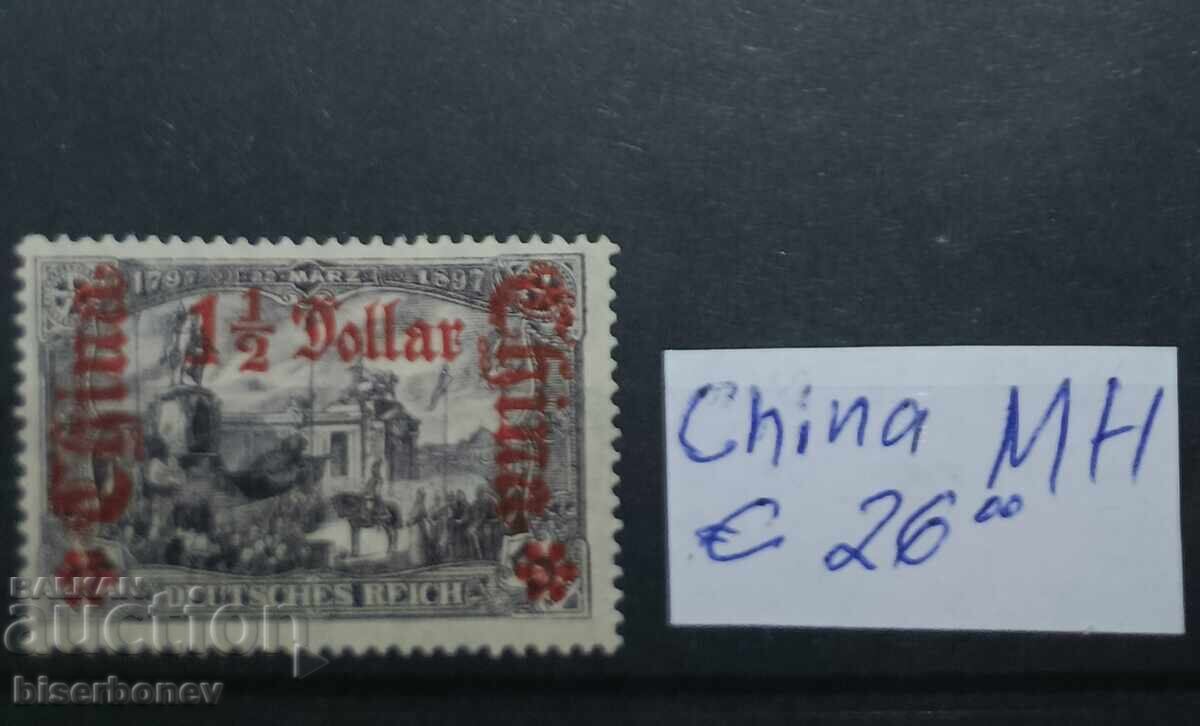 1797 22. MÄRZ 1897
1½ Dollar
China
China
DEUTSCHES REICH
China MH
€ 26⁰⁰
BALKAN
auction
biserbonev